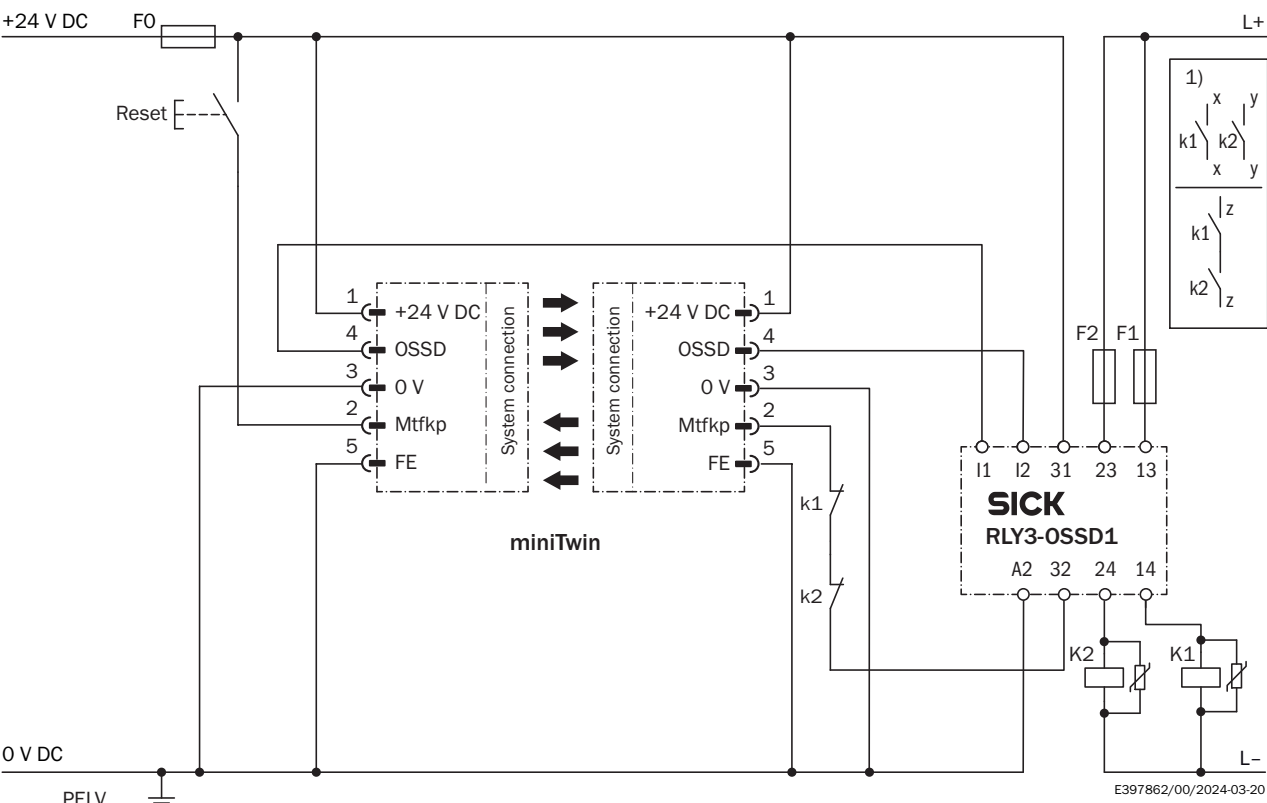 +24 V DC F0 L+
Reset
1)
x y
k1 k2
x y
z
k1
k2
z
1 +24 V DC
4 OSSD
3 0 V
2 Mtfkp
5 FE
System connection
System connection
+24 V DC 1
OSSD 4
0 V 3
Mtfkp 2
FE 5
miniTwin
k1
k2
F2 F1
I1 I2 31 23 13
SICK
RLY3-OSSD1
A2 32 24 14
K2 K1
0 V DC L–
PELV
E397862/00/2024-03-20